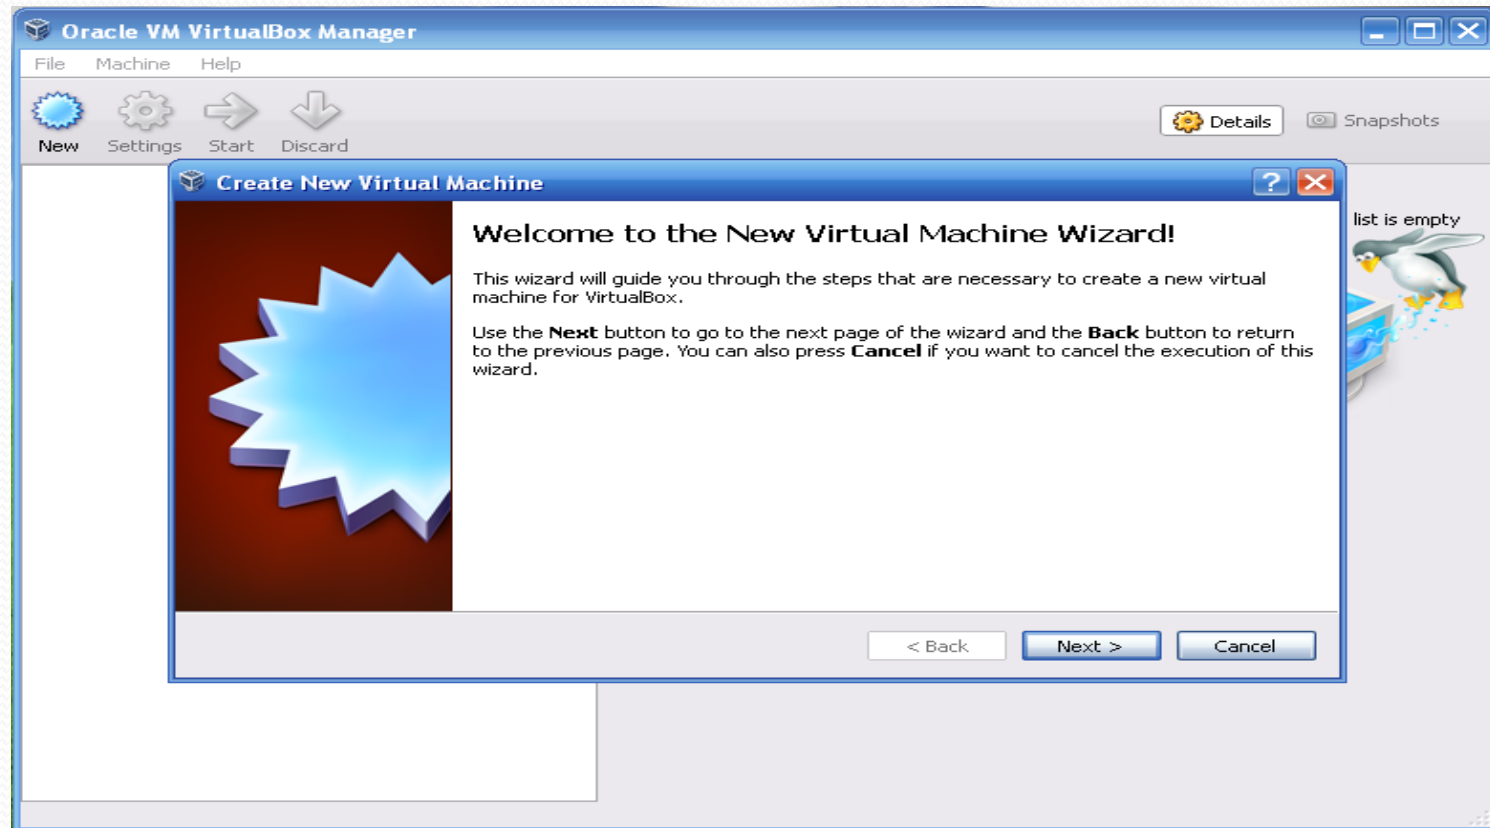 Oracle VM VirtualBox Manager
File Machine Help
New Settings Start Discard
Details Snapshots
Create New Virtual Machine
list is empty
Welcome to the New Virtual Machine Wizard!
This wizard will guide you through the steps that are necessary to create a new virtual
machine for VirtualBox.
Use the Next button to go to the next page of the wizard and the Back button to return
to the previous page. You can also press Cancel if you want to cancel the execution of this
wizard.
< Back Next > Cancel